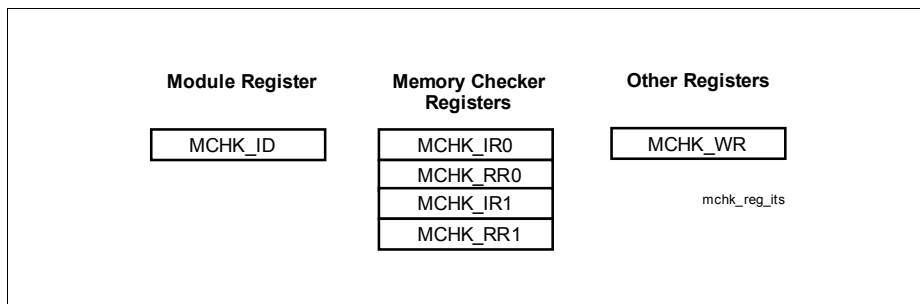 Module Register
Memory Checker
Registers
Other Registers
MCHK_ID
MCHK_IR0
MCHK_WR
MCHK_RR0
MCHK_IR1
mchk_reg_its
MCHK_RR1